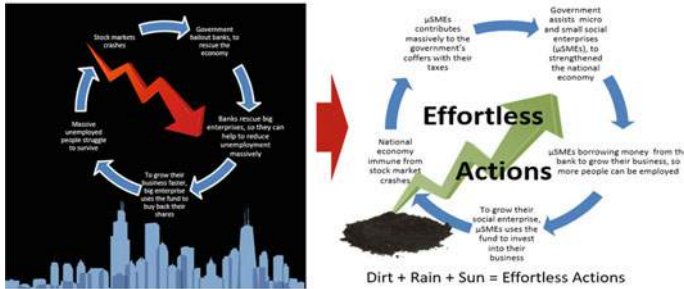 Stock markets
crashes
Government
bailout banks, to
rescue the
economy
Banks rescue big
enterprises, so they can
help to reduce
unemployment
massively
To grow their
business faster,
big enterprise
uses the fund to
buy back their
shares
Massive
unemployed
people struggle
to survive
µSMEs
contributes
massively to the
government's
coffers with their
taxes
Government
assists micro
and small social
enterprises
(µSMEs), to
strengthened the
national economy
µSMEs borrowing money from the
bank to grow their business, so
more people can be employed
To grow their
social enterprise,
µSMEs uses the
fund to invest
into their
business
National
economy
immune from
stock market
crashes
Effortless
Actions
Dirt + Rain + Sun = Effortless Actions